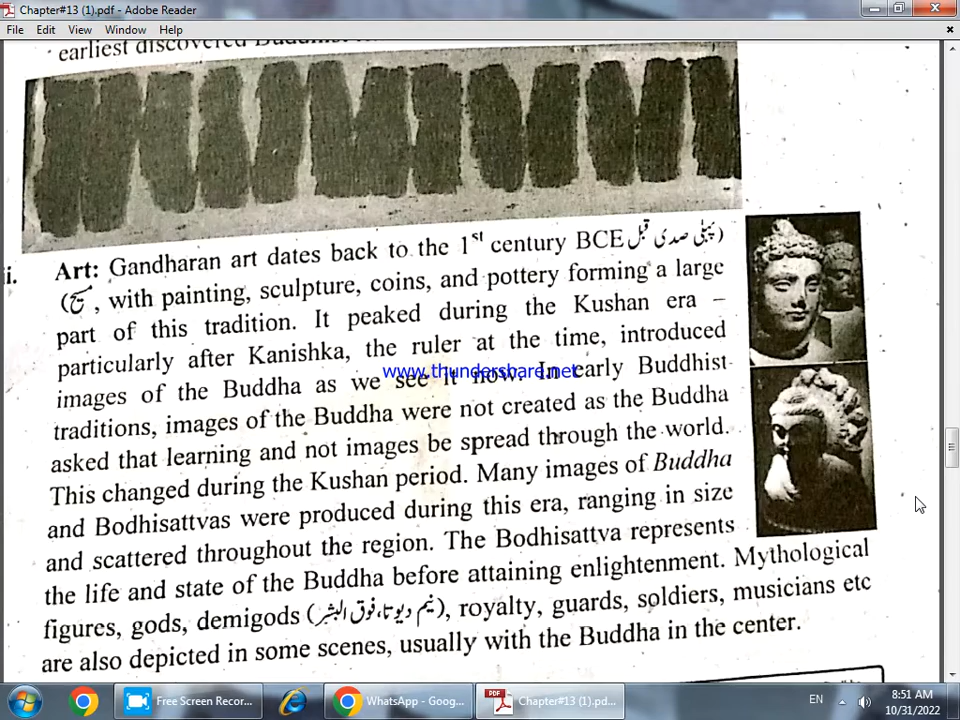 Chapter#13 (1).pdf - Adobe Reader
File Edit View Window Help
earliest discovered Buddhist
ii. Art: Gandharan art dates back to the 1st century BCE (پہلی صدی قبل
مسیح), with painting, sculpture, coins, and pottery forming a large
part of this tradition. It peaked during the Kushan era –
particularly after Kanishka, the ruler at the time, introduced
www.thundershare.net
images of the Buddha as we see it now. In early Buddhist
traditions, images of the Buddha were not created as the Buddha
asked that learning and not images be spread through the world.
This changed during the Kushan period. Many images of Buddha
and Bodhisattvas were produced during this era, ranging in size
and scattered throughout the region. The Bodhisattva represents
the life and state of the Buddha before attaining enlightenment. Mythological
figures, gods, demigods (نیم دیوتا، فوق البشر), royalty, guards, soldiers, musicians etc
are also depicted in some scenes, usually with the Buddha in the center.
Free Screen Recor...
WhatsApp - Goog...
Chapter#13 (1).pd...
EN
8:51 AM
10/31/2022